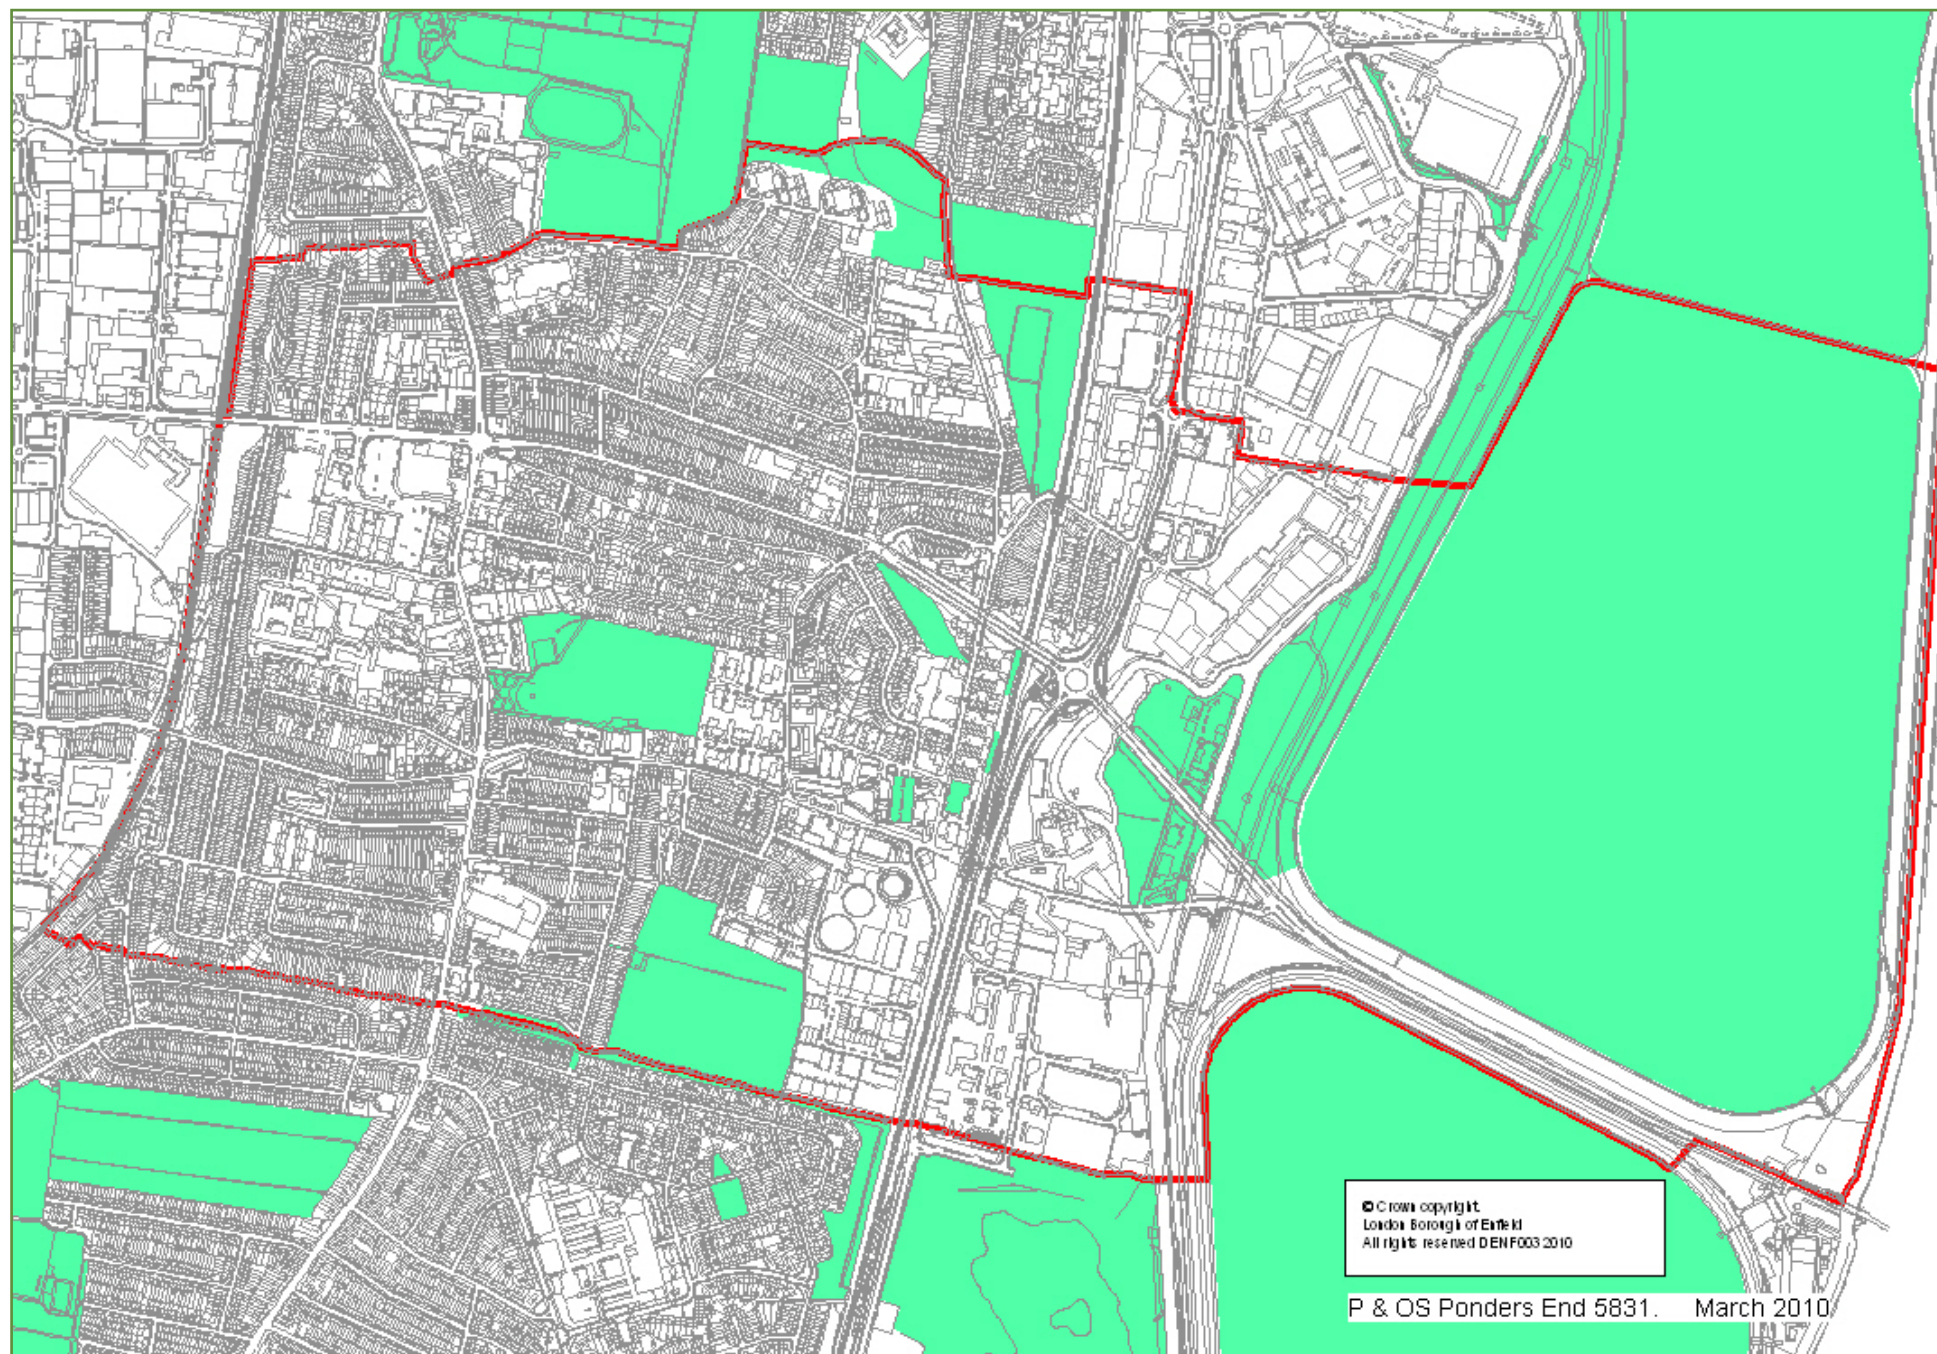 © Crown copyright.
London Borough of Enfield
All rights reserved DENF003 2010
P & OS Ponders End 5831. March 2010